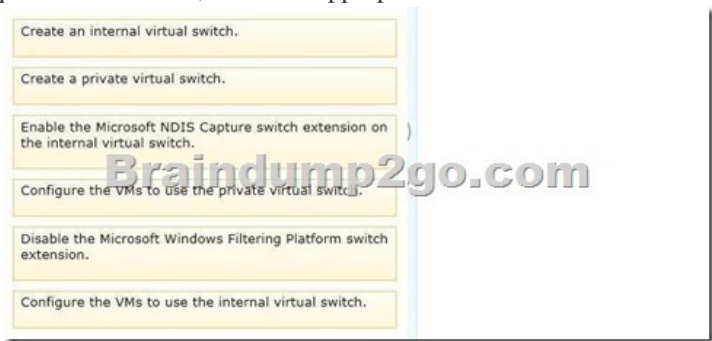 Create an internal virtual switch.
Create a private virtual switch.
Enable the Microsoft NDIS Capture switch extension on
the internal virtual switch.
Braindump2go.com
Configure the VMs to use the private virtual switch.
Disable the Microsoft Windows Filtering Platform switch
extension.
Configure the VMs to use the internal virtual switch.